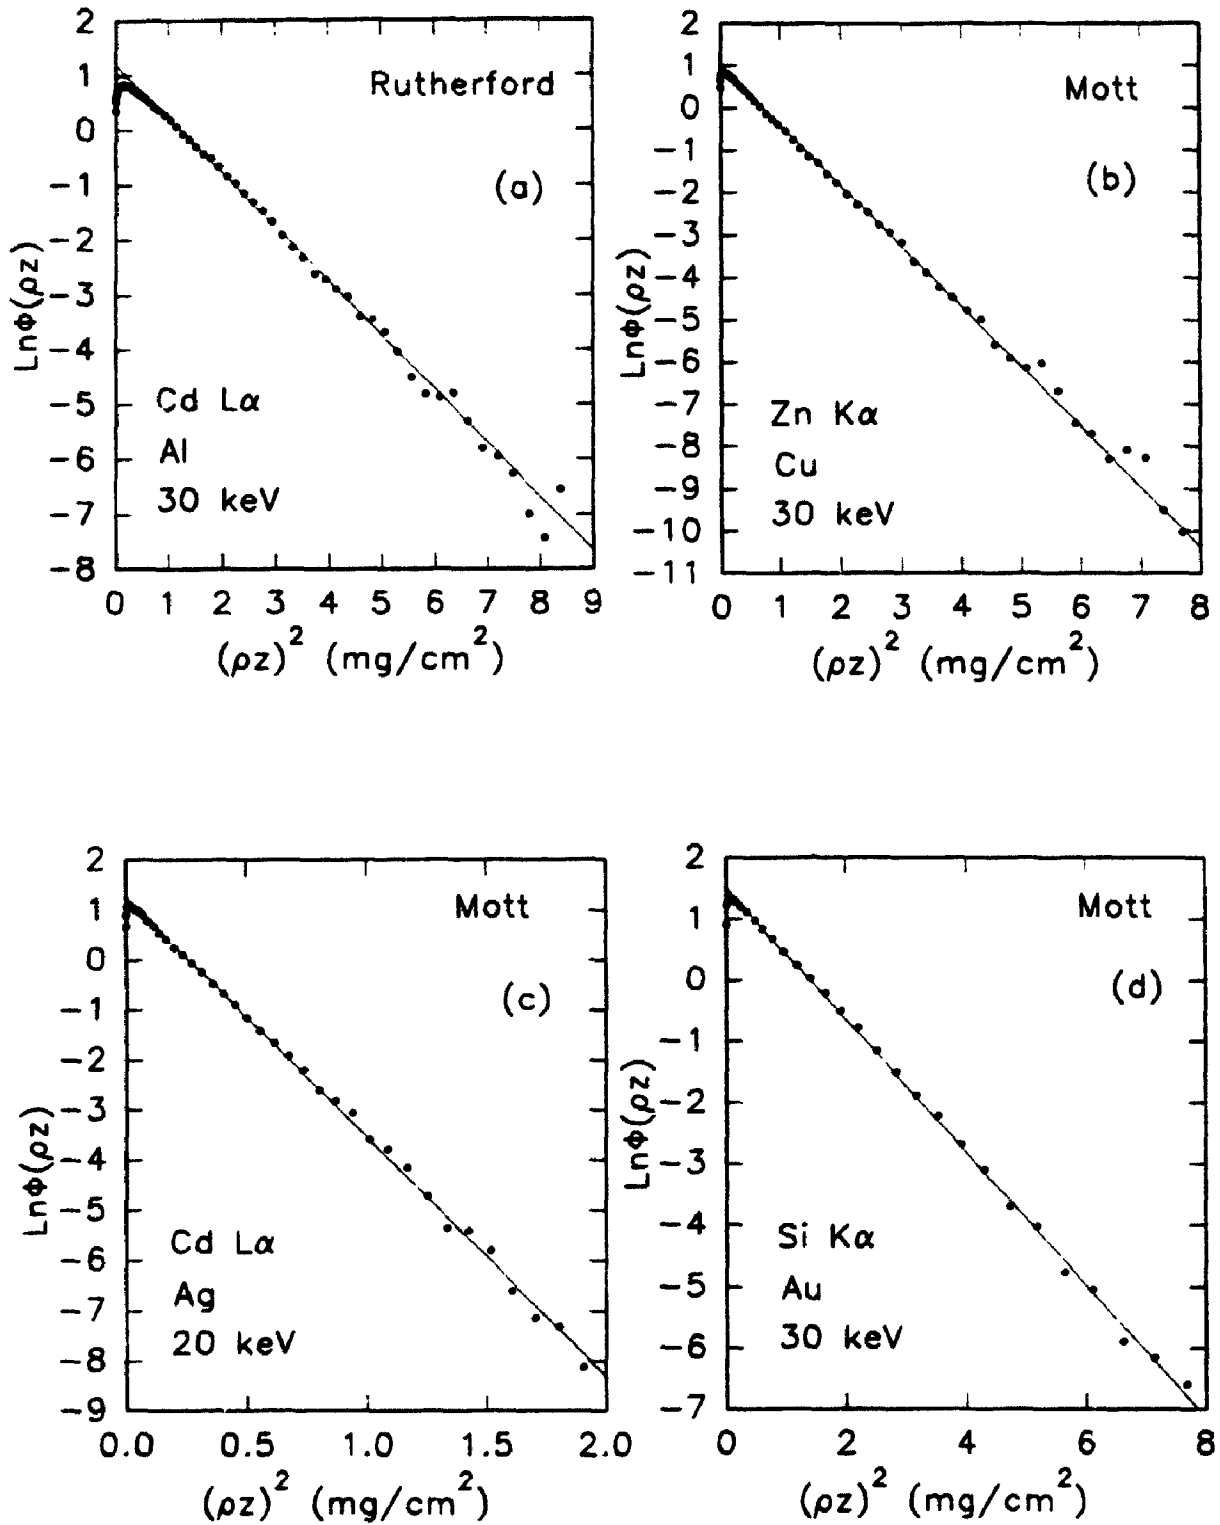 2
1
0
−1
−2
−3
−4
−5
−6
−7
−8
LnΦ(ρz)
Rutherford
(a)
Cd Lα
Al
30 keV
0 1 2 3 4 5 6 7 8 9
(ρz)² (mg/cm²)
2
1
0
−1
−2
−3
−4
−5
−6
−7
−8
−9
−10
−11
LnΦ(ρz)
Mott
(b)
Zn Kα
Cu
30 keV
0 1 2 3 4 5 6 7 8
(ρz)² (mg/cm²)
2
1
0
−1
−2
−3
−4
−5
−6
−7
−8
−9
LnΦ(ρz)
Mott
(c)
Cd Lα
Ag
20 keV
0.0 0.5 1.0 1.5 2.0
(ρz)² (mg/cm²)
2
1
0
−1
−2
−3
−4
−5
−6
−7
LnΦ(ρz)
Mott
(d)
Si Kα
Au
30 keV
0 2 4 6 8
(ρz)² (mg/cm²)